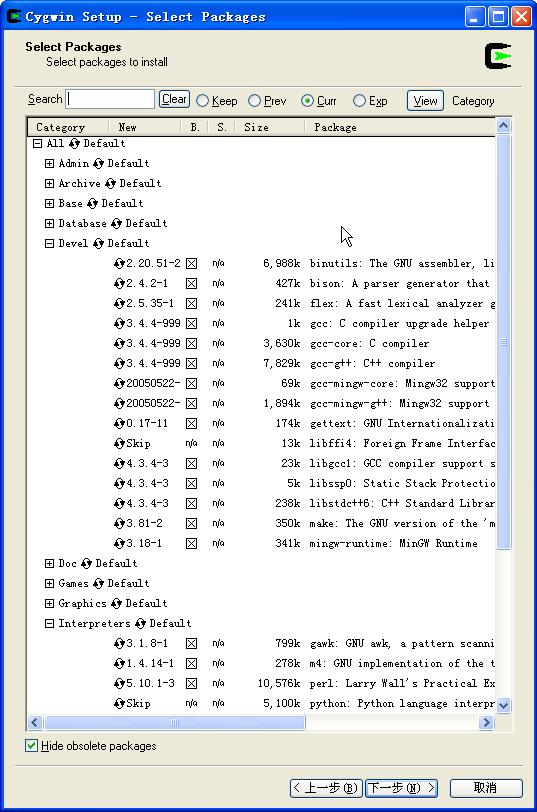 Cygwin Setup - Select Packages
Select Packages
Select packages to install
Search Clear Keep Prev Curr Exp View Category
Category New B. S. Size Package
All Default
Admin Default
Archive Default
Base Default
Database Default
Devel Default
2.20.51-2 n/a 6,988k binutils: The GNU assembler, li
2.4.2-1 n/a 427k bison: A parser generator that
2.5.35-1 n/a 241k flex: A fast lexical analyzer g
3.4.4-999 n/a 1k gcc: C compiler upgrade helper
3.4.4-999 n/a 3,630k gcc-core: C compiler
3.4.4-999 n/a 7,829k gcc-g++: C++ compiler
20050522- n/a 69k gcc-mingw-core: Mingw32 support
20050522- n/a 1,894k gcc-mingw-g++: Mingw32 support
0.17-11 n/a 174k gettext: GNU Internationalizati
Skip n/a n/a 13k libffi4: Foreign Frame Interfac
4.3.4-3 n/a 23k libgcc1: GCC compiler support s
4.3.4-3 n/a 5k libssp0: Static Stack Protectio
4.3.4-3 n/a 238k libstdc++6: C++ Standard Librar
3.81-2 n/a 350k make: The GNU version of the 'm
3.18-1 n/a 341k mingw-runtime: MinGW Runtime
Doc Default
Games Default
Graphics Default
Interpreters Default
3.1.8-1 n/a 799k gawk: GNU awk, a pattern scanni
1.4.14-1 n/a 278k m4: GNU implementation of the t
5.10.1-3 n/a 10,576k perl: Larry Wall's Practical Ex
Skip n/a n/a 5,100k python: Python language interpr
Hide obsolete packages
< 上一步(B) 下一步(N) > 取消